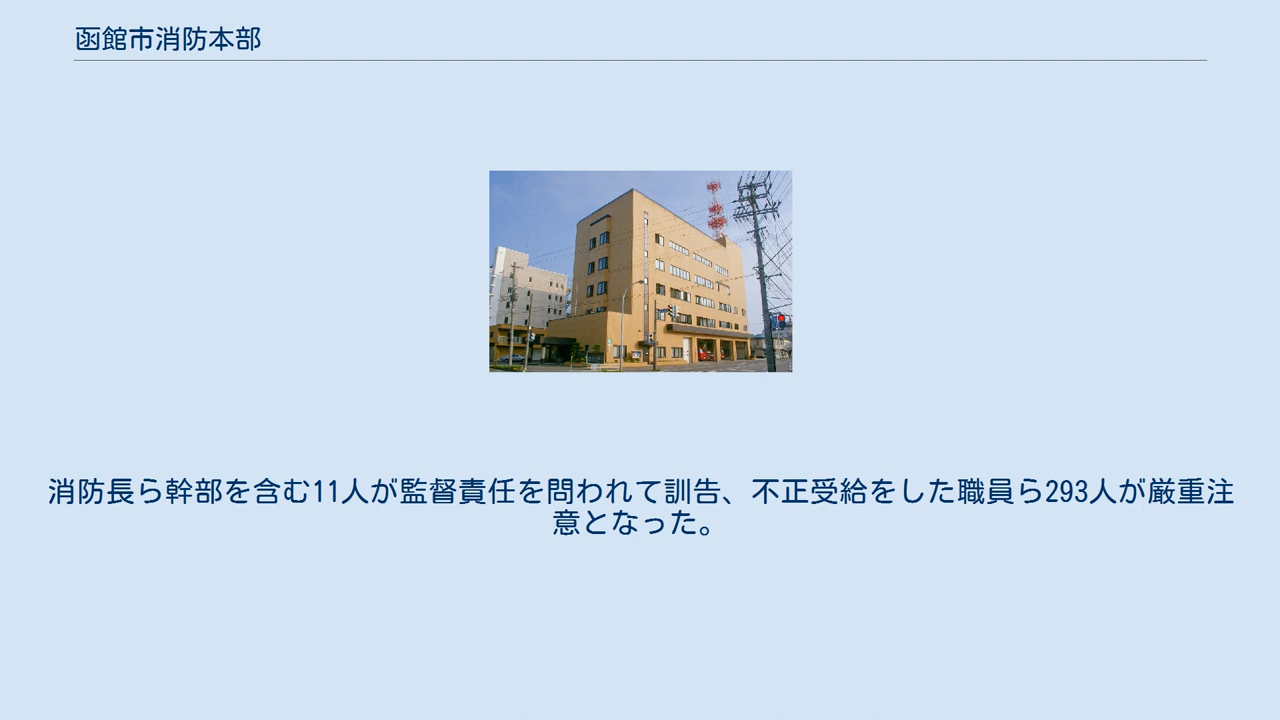 函館市消防本部
消防長ら幹部を含む11人が監督責任を問われて訓告、不正受給をした職員ら293人が厳重注
意となった。